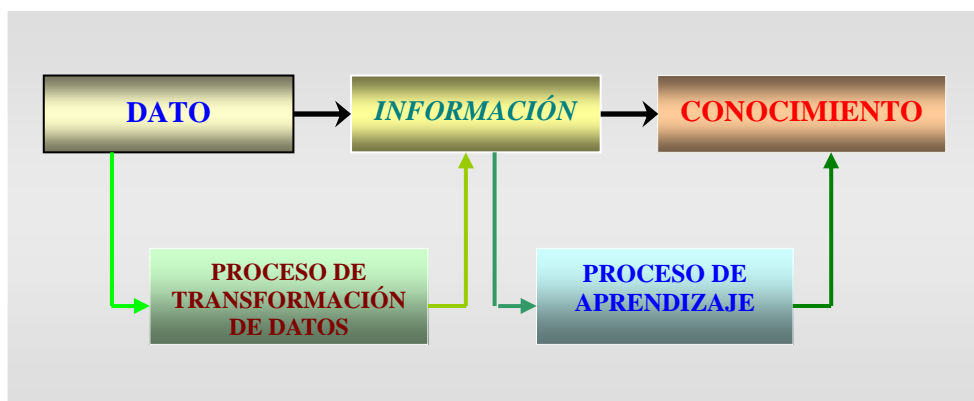 DATO
INFORMACIÓN
CONOCIMIENTO
PROCESO DE
TRANSFORMACIÓN
DE DATOS
PROCESO DE
APRENDIZAJE